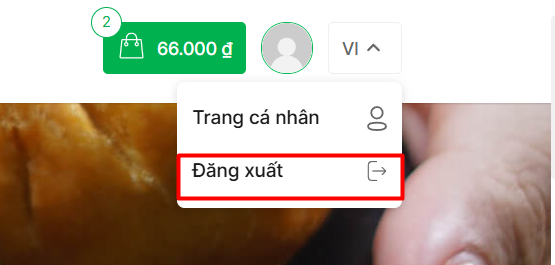 2
66.000 ₫
VI
Trang cá nhân
Đăng xuất